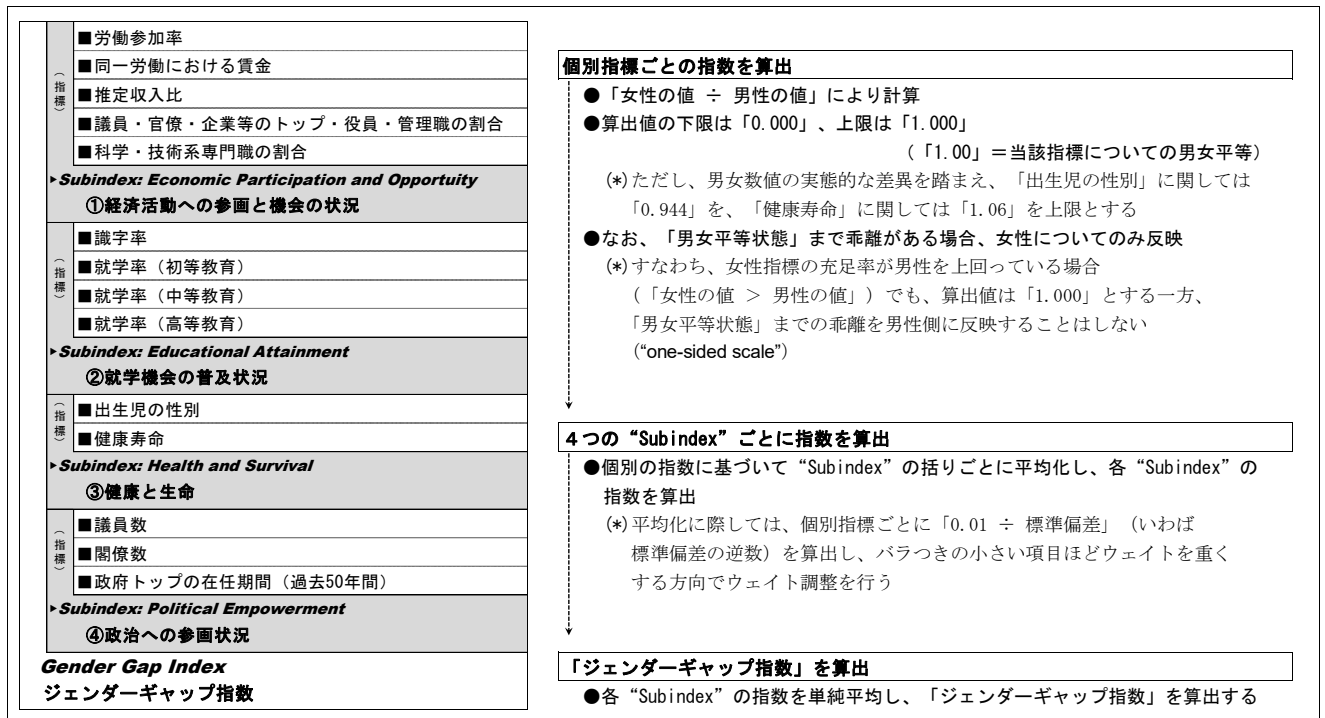 （指標）
■労働参加率
■同一労働における賃金
■推定収入比
■議員・官僚・企業等のトップ・役員・管理職の割合
■科学・技術系専門職の割合
▸Subindex: Economic Participation and Opportuity
①経済活動への参画と機会の状況
（指標）
■識字率
■就学率（初等教育）
■就学率（中等教育）
■就学率（高等教育）
▸Subindex: Educational Attainment
②就学機会の普及状況
（指標）
■出生児の性別
■健康寿命
▸Subindex: Health and Survival
③健康と生命
（指標）
■議員数
■閣僚数
■政府トップの在任期間（過去50年間）
▸Subindex: Political Empowerment
④政治への参画状況
Gender Gap Index
ジェンダーギャップ指数
個別指標ごとの指数を算出
●「女性の値 ÷ 男性の値」により計算
●算出値の下限は「0.000」、上限は「1.000」
（「1.00」＝当該指標についての男女平等）
(*)ただし、男女数値の実態的な差異を踏まえ、「出生児の性別」に関しては
「0.944」を、「健康寿命」に関しては「1.06」を上限とする
●なお、「男女平等状態」まで乖離がある場合、女性についてのみ反映
(*)すなわち、女性指標の充足率が男性を上回っている場合
（「女性の値 ＞ 男性の値」）でも、算出値は「1.000」とする一方、
「男女平等状態」までの乖離を男性側に反映することはしない
（“one-sided scale”）
４つの“Subindex”ごとに指数を算出
●個別の指数に基づいて“Subindex”の括りごとに平均化し、各“Subindex”の
指数を算出
(*)平均化に際しては、個別指標ごとに「0.01 ÷ 標準偏差」（いわば
標準偏差の逆数）を算出し、バラつきの小さい項目ほどウェイトを重く
する方向でウェイト調整を行う
「ジェンダーギャップ指数」を算出
●各“Subindex”の指数を単純平均し、「ジェンダーギャップ指数」を算出する